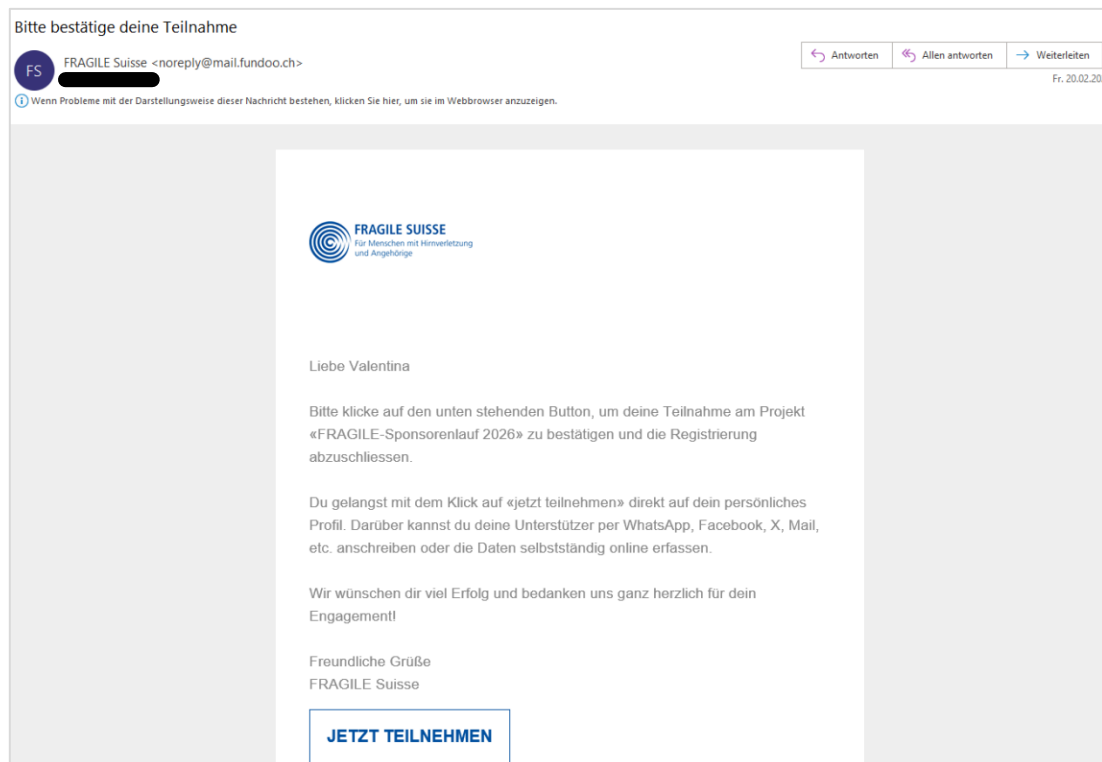 Bitte bestätige deine Teilnahme
FS
FRAGILE Suisse <noreply@mail.fundoo.ch>
Antworten
Allen antworten
Weiterleiten
Fr. 20.02.20
Wenn Probleme mit der Darstellungsweise dieser Nachricht bestehen, klicken Sie hier, um sie im Webbrowser anzuzeigen.
FRAGILE SUISSE
Für Menschen mit Hirnverletzung
und Angehörige
Liebe Valentina
Bitte klicke auf den unten stehenden Button, um deine Teilnahme am Projekt
«FRAGILE-Sponsorenlauf 2026» zu bestätigen und die Registrierung
abzuschliessen.
Du gelangst mit dem Klick auf «jetzt teilnehmen» direkt auf dein persönliches
Profil. Darüber kannst du deine Unterstützer per WhatsApp, Facebook, X, Mail,
etc. anschreiben oder die Daten selbstständig online erfassen.
Wir wünschen dir viel Erfolg und bedanken uns ganz herzlich für dein
Engagement!
Freundliche Grüße
FRAGILE Suisse
JETZT TEILNEHMEN